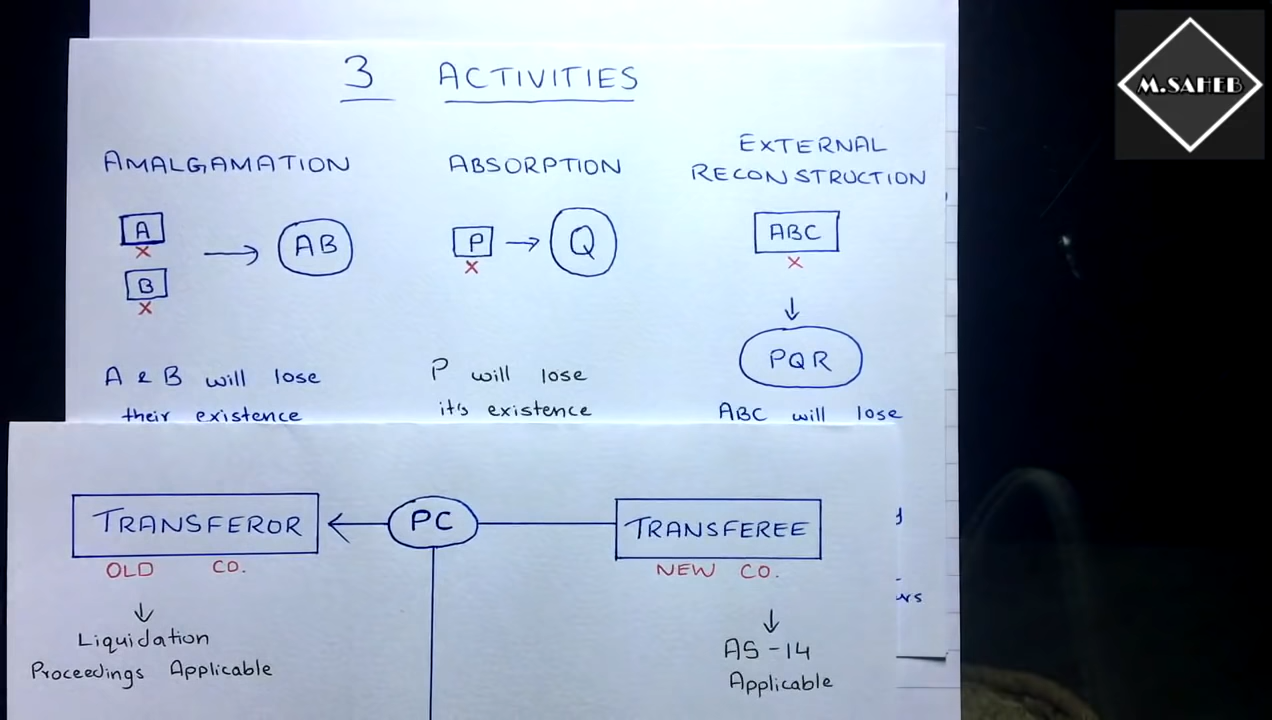 3 ACTIVITIES
AMALGAMATION
A
X
B
X
AB
A & B will lose
their existence
ABSORPTION
P
X
Q
P will lose
it's existence
EXTERNAL
RECONSTRUCTION
ABC
X
PQR
ABC will lose
TRANSFEROR
OLD CO.
Liquidation
Proceedings Applicable
PC
TRANSFEREE
NEW CO.
AS-14
Applicable
M.SAHEB